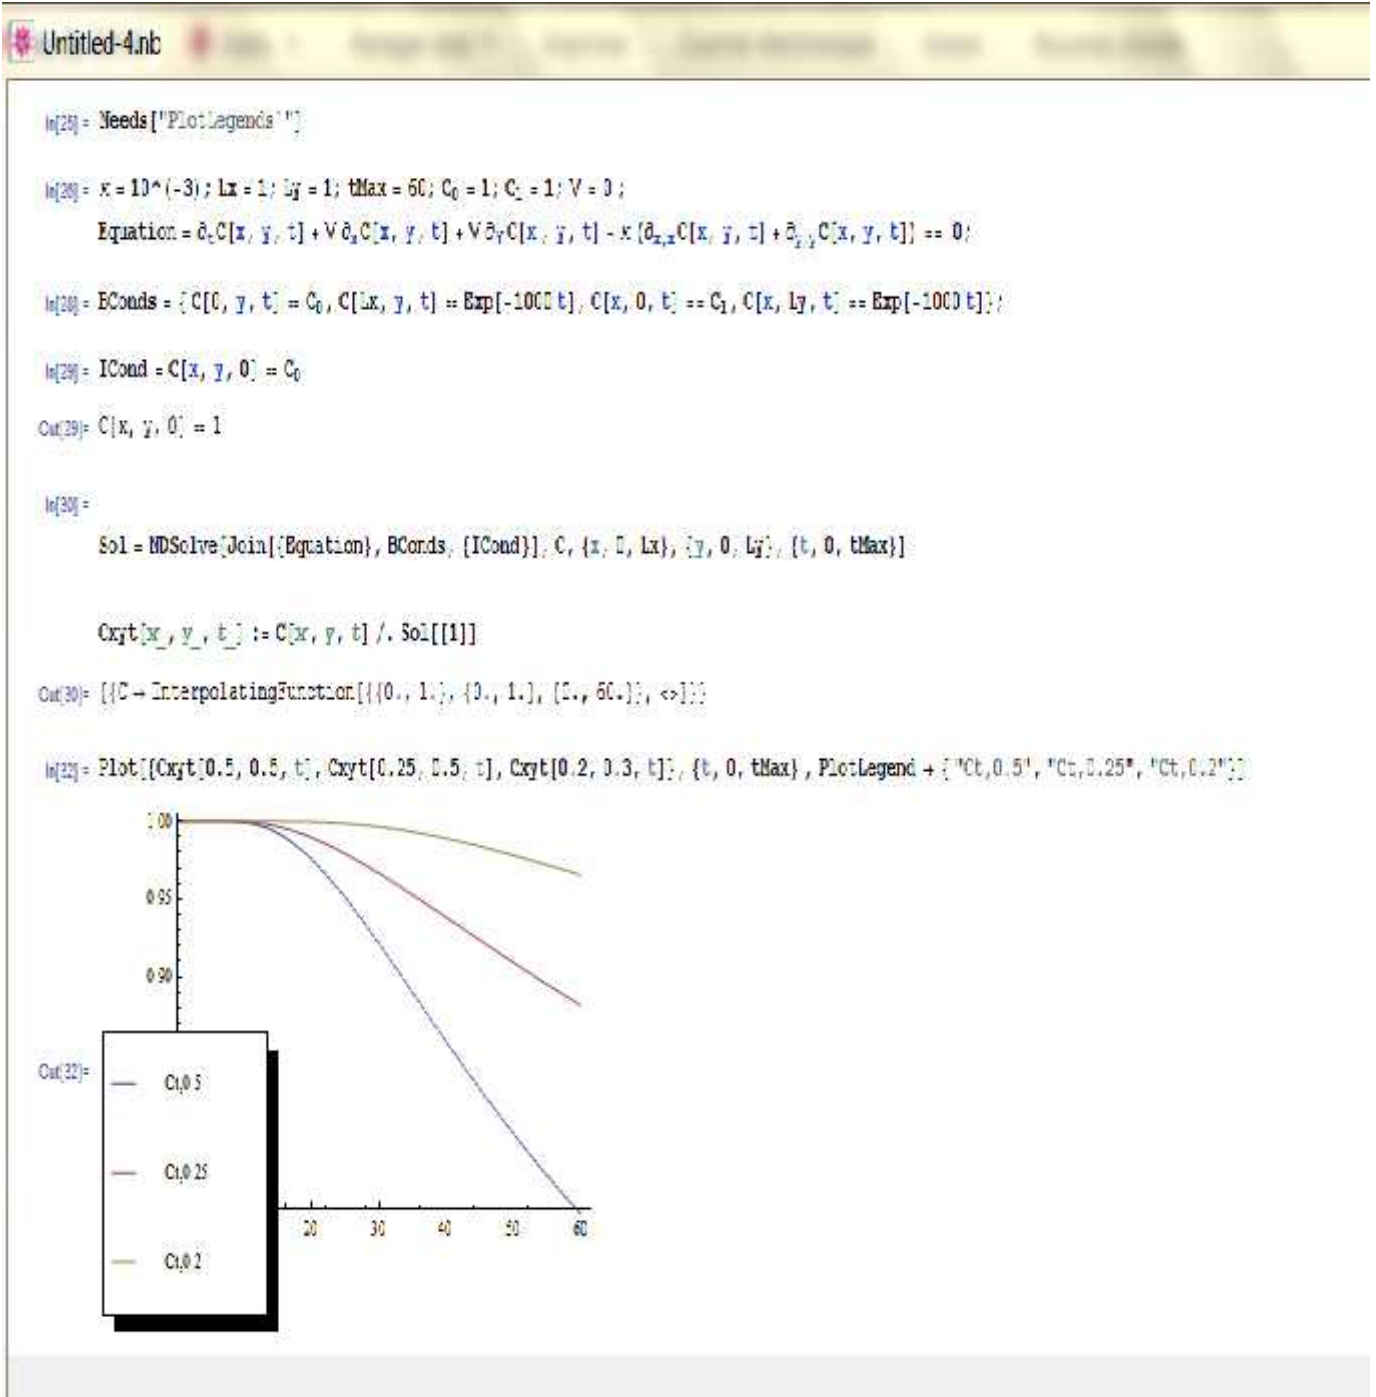 Untitled-4.nb
In[25]:= Needs["PlotLegends`"]
In[26]:= κ = 10^(-3); Lx = 1; Ly = 1; tMax = 60; C₀ = 1; C₁ = 1; V = 0;
Equation = ∂ₜC[x, y, t] + V ∂ₓC[x, y, t] + V ∂ᵧC[x, y, t] - κ (∂ₓ,ₓC[x, y, t] + ∂ᵧ,ᵧC[x, y, t]) == 0;
In[28]:= BConds = {C[0, y, t] == C₀, C[Lx, y, t] == Exp[-1000 t], C[x, 0, t] == C₁, C[x, Ly, t] == Exp[-1000 t]};
In[29]:= ICond = C[x, y, 0] == C₀
Out[29]= C[x, y, 0] == 1
In[30]:=
Sol = NDSolve[Join[{Equation}, BConds, {ICond}], C, {x, 0, Lx}, {y, 0, Ly}, {t, 0, tMax}]
Cxyt[x_, y_, t_] := C[x, y, t] /. Sol[[1]]
Out[30]= {{C → InterpolatingFunction[{{0., 1.}, {0., 1.}, {0., 60.}}, <>]}}
In[32]:= Plot[{Cxyt[0.5, 0.5, t], Cxyt[0.25, 0.5, t], Cxyt[0.2, 0.3, t]}, {t, 0, tMax}, PlotLegend → {"Ct,0.5", "Ct,0.25", "Ct,0.2"}]
1.00
0.95
0.90
Out[32]=
Ct,0.5
Ct,0.25
20 30 40 50 60
Ct,0.2